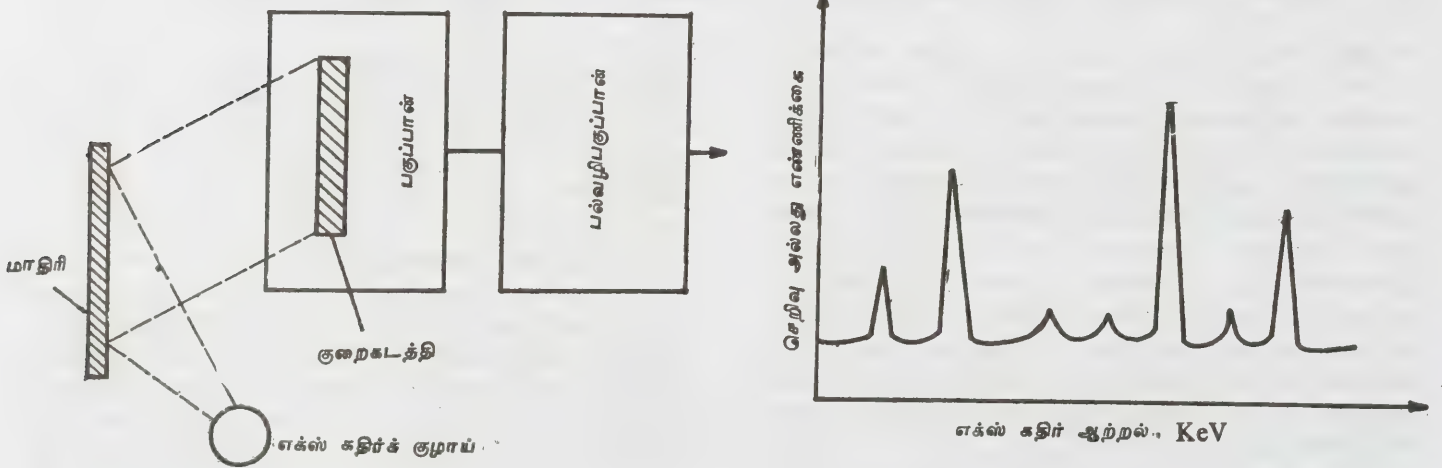 மாதிரி
பகுப்பான்
குறைகடத்தி
பல்வழிபகுப்பான்
எக்ஸ் கதிர்க் குழாய்
செறிவு அல்லது எண்ணிக்கை
எக்ஸ் கதிர் ஆற்றல். KeV